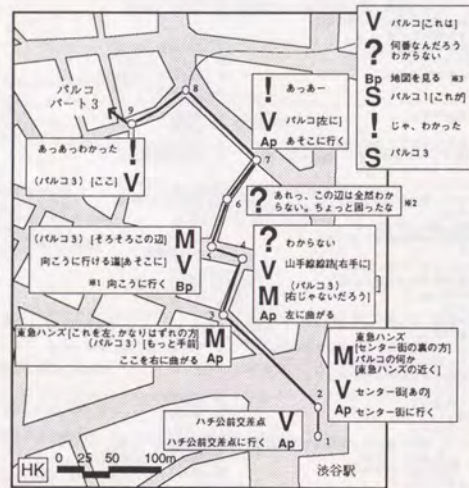 V パルコ[これは]
? 何番なんだろう
わからない
Bp 地図を見る ※3
S パルコ1[これが]
! じゃ、わかった
S パルコ3
8
パルコ
パート3
9
! あっあー
V パルコ[左に]
Ap あそこに行く
あっあっわかった !
(パルコ3) [ここ] V
7
6
? あれっ、この辺は全然わか
らない。ちょっと困ったな ※2
(パルコ3) [そろそろこの辺] M
向こうに行ける道[あそこに] V
※1 向こうに行く Bp
5
4
? わからない
V 山手線線路[右手に]
M (パルコ3)
[右じゃないだろう]
Ap 左に曲がる
3
東急ハンズ[これを左、かなりはずれの方]
(パルコ3) [もっと手前] M
ここを右に曲がる Ap
東急ハンズ
M [センター街の裏の方]
パルコの何か
[東急ハンズの近く]
V センター街[あの]
Ap センター街に行く
2
ハチ公前交差点 V
ハチ公前交差点に行く Ap
1
HK
0 25 50 100m
渋谷駅